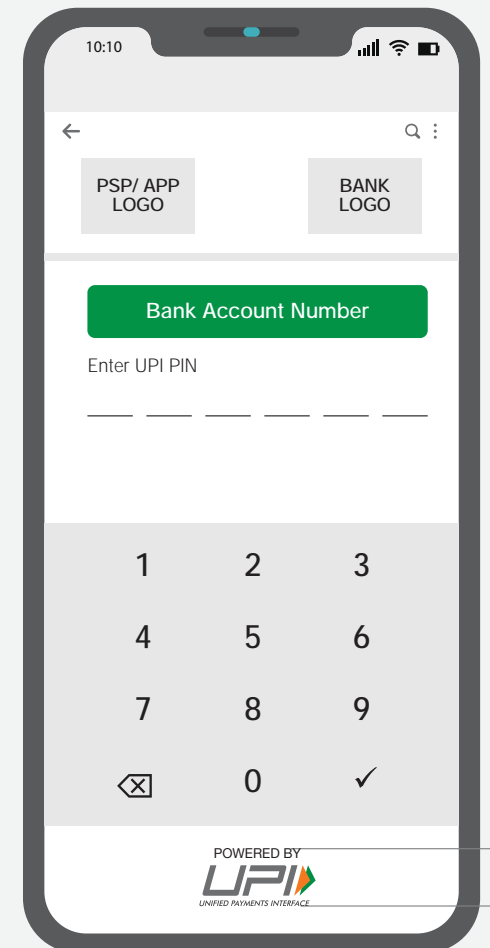 10:10
PSP/ APP
LOGO
BANK
LOGO
Bank Account Number
Enter UPI PIN
1 2 3
4 5 6
7 8 9
0
POWERED BY
UPI
UNIFIED PAYMENTS INTERFACE